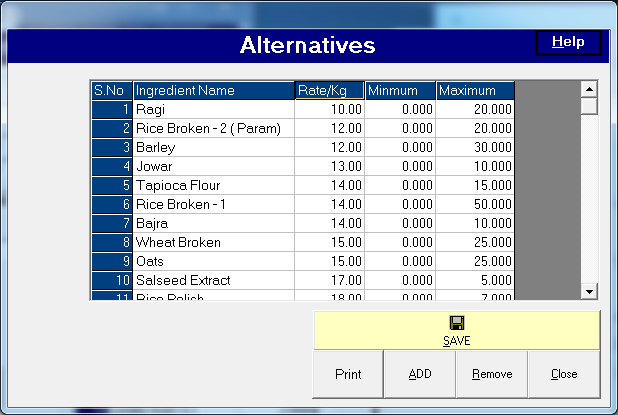 Alternatives
Help
S.No Ingredient Name Rate/Kg Minmum Maximum
1 Ragi 10.00 0.000 20.000
2 Rice Broken - 2 ( Param) 12.00 0.000 20.000
3 Barley 12.00 0.000 30.000
4 Jowar 13.00 0.000 10.000
5 Tapioca Flour 14.00 0.000 15.000
6 Rice Broken - 1 14.00 0.000 50.000
7 Bajra 14.00 0.000 10.000
8 Wheat Broken 15.00 0.000 25.000
9 Oats 15.00 0.000 25.000
10 Salseed Extract 17.00 0.000 5.000
11 Rice Polish 18.00 0.000 7.000
SAVE
Print ADD Remove Close